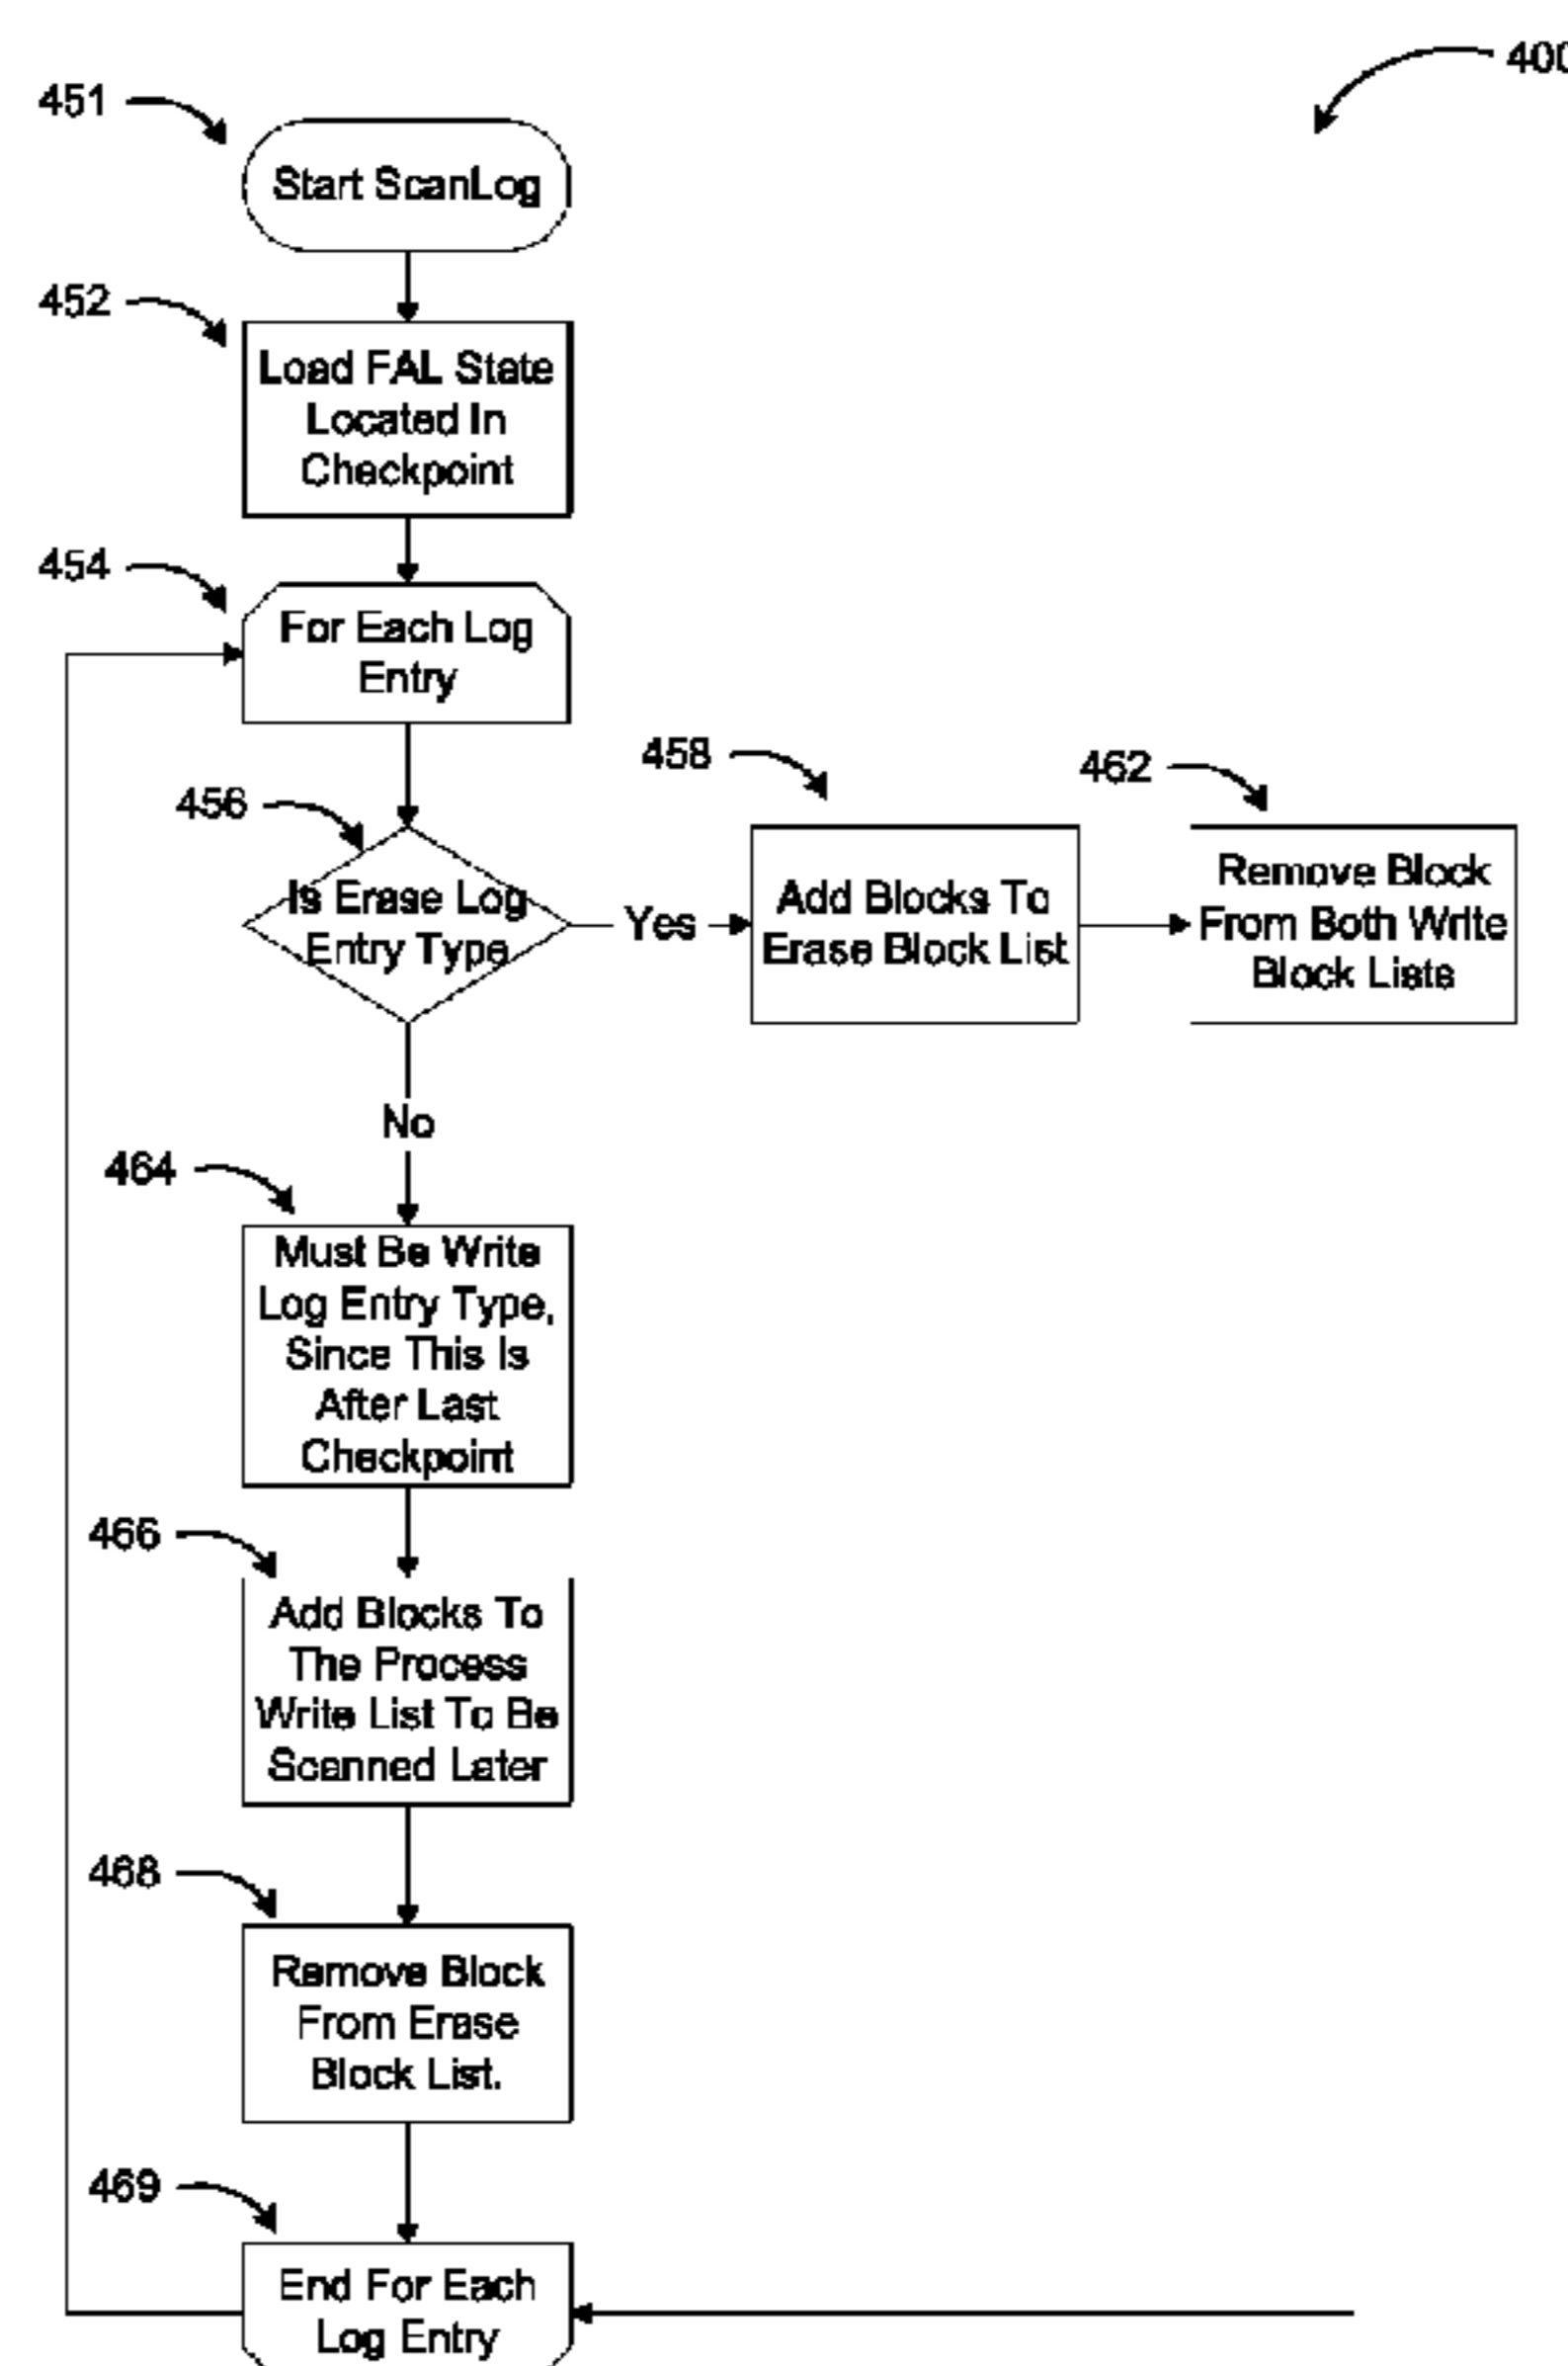 400
451
Start ScanLog
452
Load FAL State
Located In
Checkpoint
454
For Each Log
Entry
456
Is Erase Log
Entry Type
Yes
458
Add Blocks To
Erase Block List
462
Remove Block
From Both Write
Block Lists
No
464
Must Be Write
Log Entry Type,
Since This Is
After Last
Checkpoint
466
Add Blocks To
The Process
Write List To Be
Scanned Later
468
Remove Block
From Erase
Block List.
469
End For Each
Log Entry